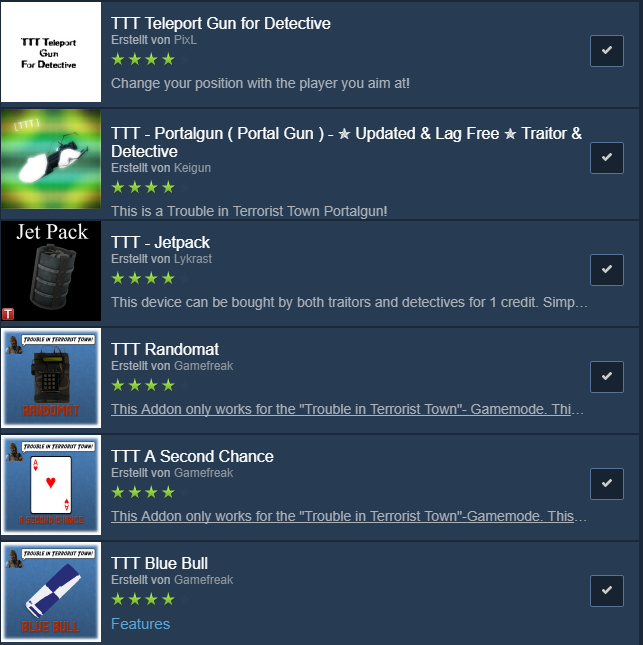 TTT Teleport
Gun
For Detective
TTT Teleport Gun for Detective
Erstellt von PixL
Change your position with the player you aim at!
[TTT]
TTT - Portalgun ( Portal Gun ) - ★ Updated & Lag Free ★ Traitor &
Detective
Erstellt von Keigun
This is a Trouble in Terrorist Town Portalgun!
Jet Pack
T
TTT - Jetpack
Erstellt von Lykrast
This device can be bought by both traitors and detectives for 1 credit. Simp...
TROUBLE IN TERRORIST TOWN!
RANDOMAT
TTT Randomat
Erstellt von Gamefreak
This Addon only works for the "Trouble in Terrorist Town"- Gamemode. Thi...
TROUBLE IN TERRORIST TOWN!
A
A
A SECOND CHANCE
TTT A Second Chance
Erstellt von Gamefreak
This Addon only works for the "Trouble in Terrorist Town"-Gamemode. This...
TROUBLE IN TERRORIST TOWN!
BLUE BULL
TTT Blue Bull
Erstellt von Gamefreak
Features